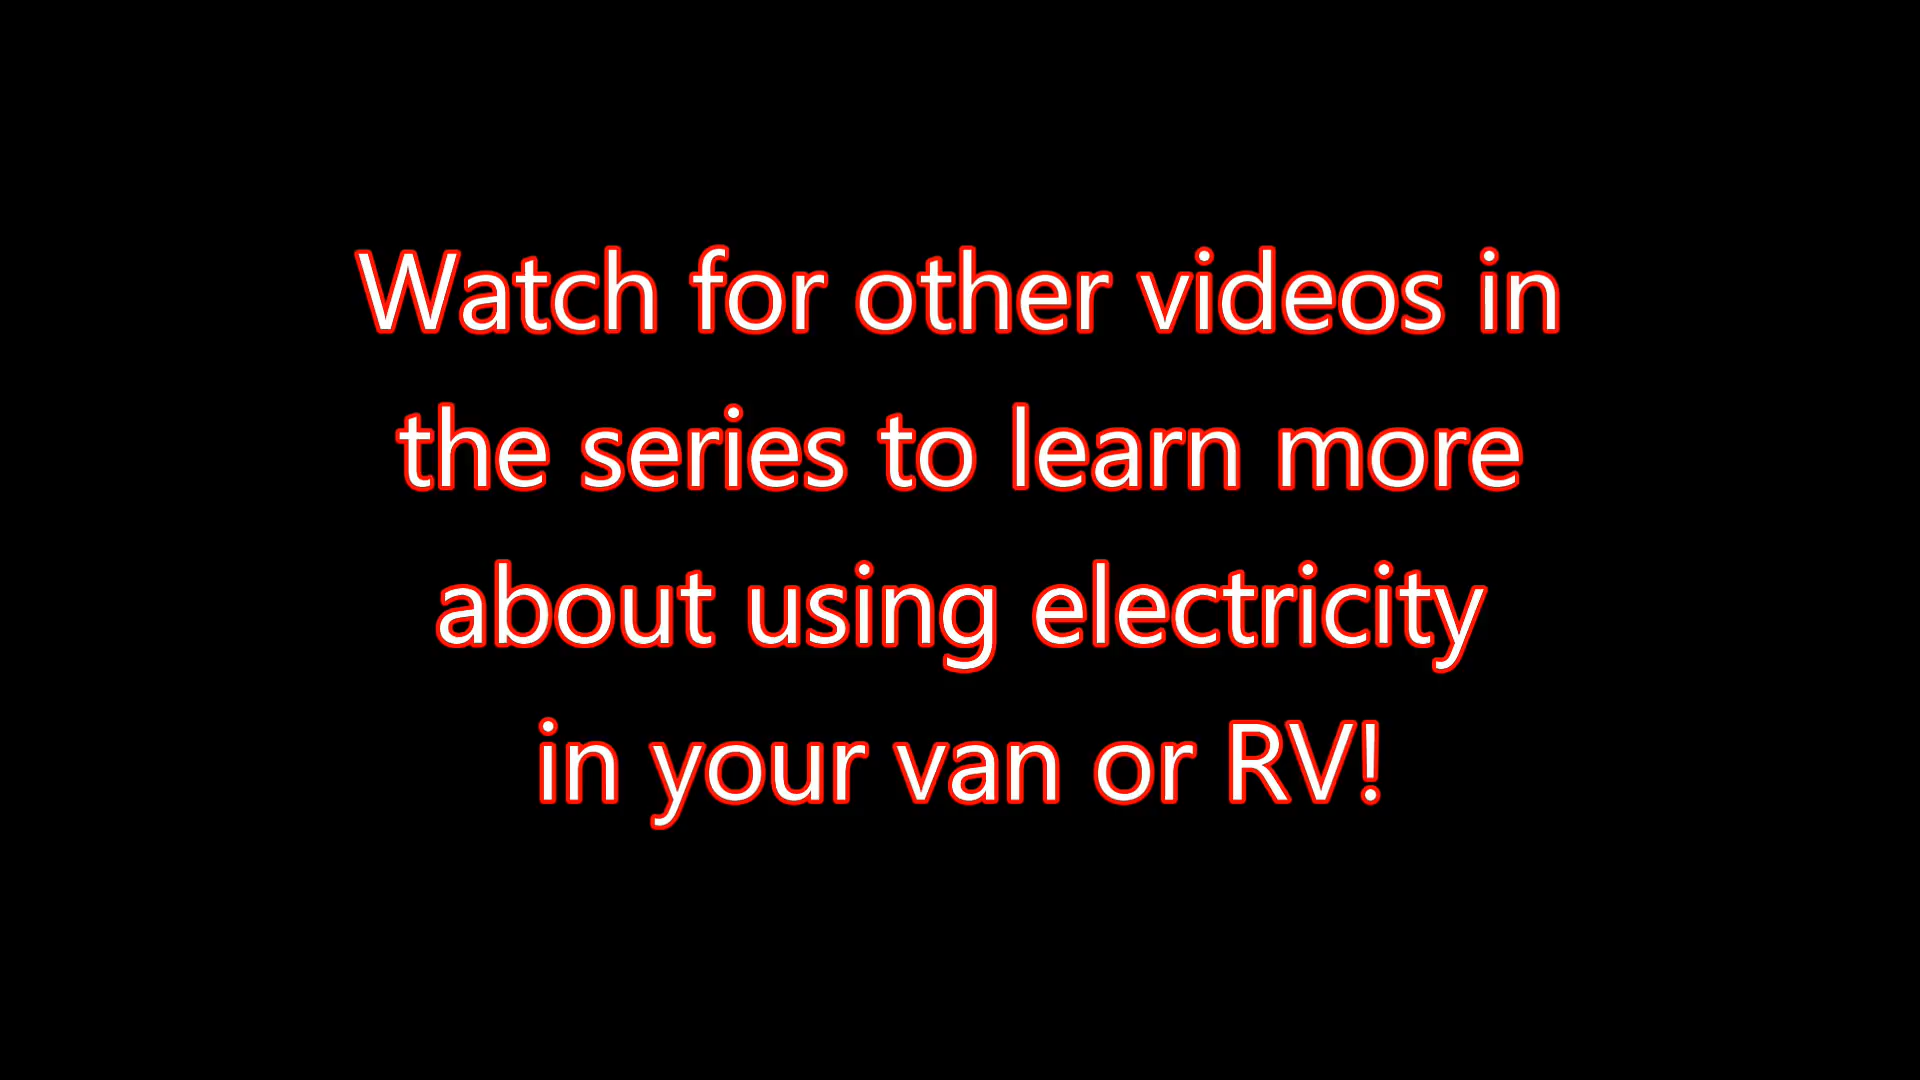 Watch for other videos in
the series to learn more
about using electricity
in your van or RV!